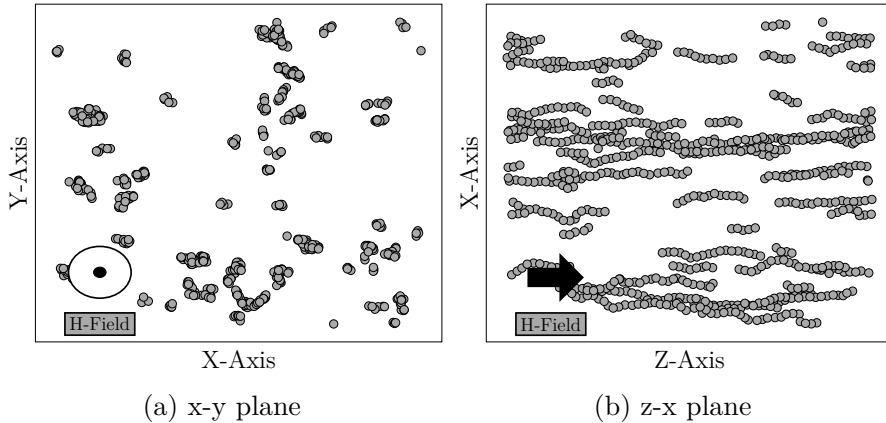 Y-Axis
H-Field
X-Axis
(a) x-y plane
X-Axis
H-Field
Z-Axis
(b) z-x plane